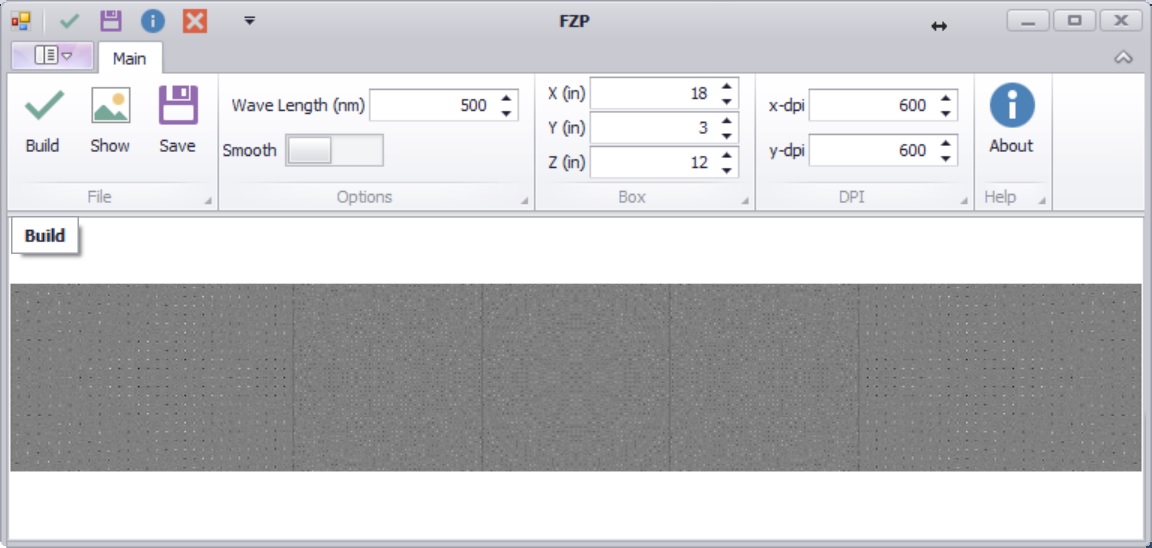 FZP
Main
Build
Show
Save
File
Wave Length (nm) 500
Smooth
Options
X (in) 18
Y (in) 3
Z (in) 12
Box
x-dpi 600
y-dpi 600
DPI
About
Help
Build